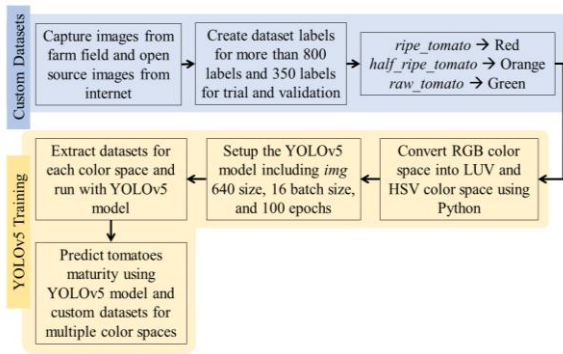 Custom Datasets
Capture images from
farm field and open
source images from
internet
Create dataset labels
for more than 800
labels and 350 labels
for trial and validation
ripe_tomato → Red
half_ripe_tomato → Orange
raw_tomato → Green
YOLOv5 Training
Convert RGB color
space into LUV and
HSV color space using
Python
Setup the YOLOv5
model including img
640 size, 16 batch size,
and 100 epochs
Extract datasets for
each color space and
run with YOLOv5
model
Predict tomatoes
maturity using
YOLOv5 model and
custom datasets for
multiple color spaces